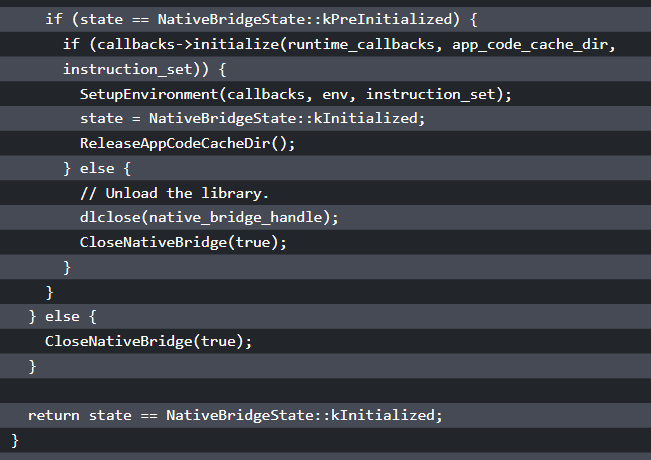 if (state == NativeBridgeState::kPreInitialized) {
if (callbacks->initialize(runtime_callbacks, app_code_cache_dir,
instruction_set)) {
SetupEnvironment(callbacks, env, instruction_set);
state = NativeBridgeState::kInitialized;
ReleaseAppCodeCacheDir();
} else {
// Unload the library.
dlclose(native_bridge_handle);
CloseNativeBridge(true);
}
}
} else {
CloseNativeBridge(true);
}
return state == NativeBridgeState::kInitialized;
}